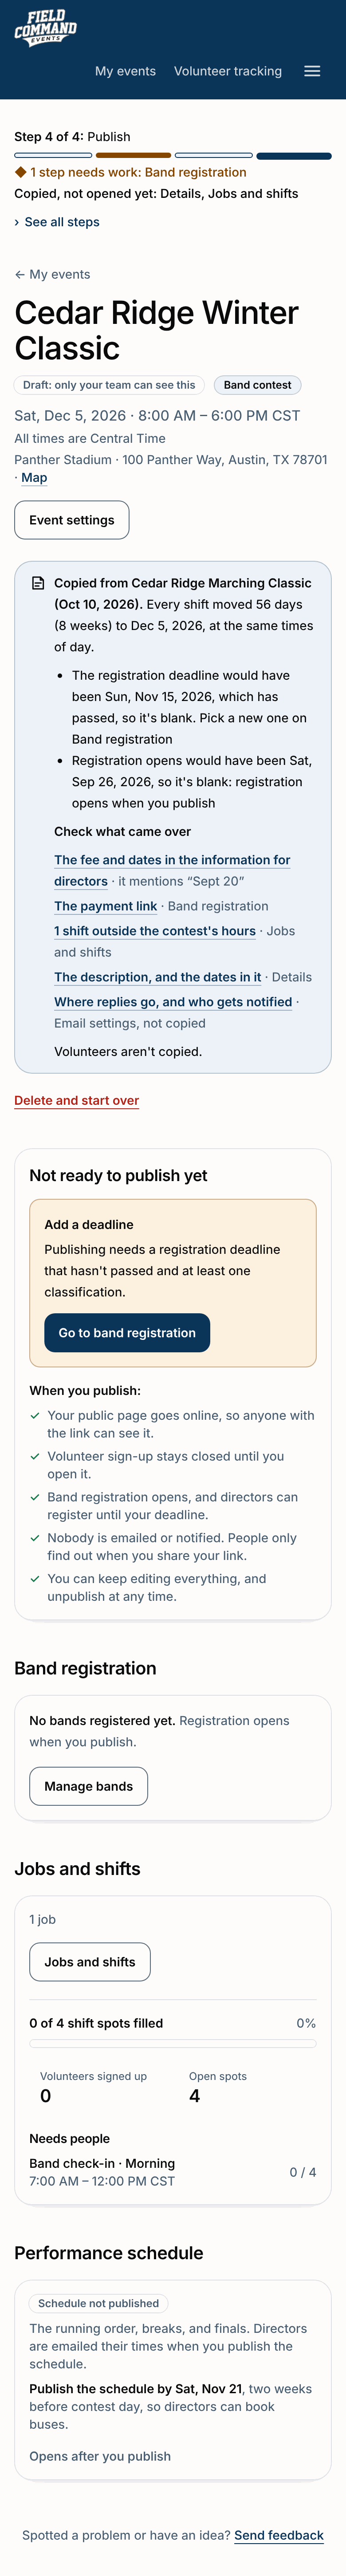 FIELD
COMMAND
EVENTS
My events Volunteer tracking
Step 4 of 4: Publish
◆ 1 step needs work: Band registration
Copied, not opened yet: Details, Jobs and shifts
› See all steps
← My events
Cedar Ridge Winter
Classic
Draft: only your team can see this Band contest
Sat, Dec 5, 2026 · 8:00 AM – 6:00 PM CST
All times are Central Time
Panther Stadium · 100 Panther Way, Austin, TX 78701
· Map
Event settings
Copied from Cedar Ridge Marching Classic
(Oct 10, 2026). Every shift moved 56 days
(8 weeks) to Dec 5, 2026, at the same times
of day.
• The registration deadline would have
been Sun, Nov 15, 2026, which has
passed, so it's blank. Pick a new one on
Band registration
• Registration opens would have been Sat,
Sep 26, 2026, so it's blank: registration
opens when you publish
Check what came over
The fee and dates in the information for
directors · it mentions “Sept 20”
The payment link · Band registration
1 shift outside the contest's hours · Jobs
and shifts
The description, and the dates in it · Details
Where replies go, and who gets notified ·
Email settings, not copied
Volunteers aren't copied.
Delete and start over
Not ready to publish yet
Add a deadline
Publishing needs a registration deadline
that hasn't passed and at least one
classification.
Go to band registration
When you publish:
✓ Your public page goes online, so anyone with
the link can see it.
✓ Volunteer sign-up stays closed until you
open it.
✓ Band registration opens, and directors can
register until your deadline.
✓ Nobody is emailed or notified. People only
find out when you share your link.
✓ You can keep editing everything, and
unpublish at any time.
Band registration
No bands registered yet. Registration opens
when you publish.
Manage bands
Jobs and shifts
1 job
Jobs and shifts
0 of 4 shift spots filled 0%
Volunteers signed up Open spots
0 4
Needs people
Band check-in · Morning
7:00 AM – 12:00 PM CST 0 / 4
Performance schedule
Schedule not published
The running order, breaks, and finals. Directors
are emailed their times when you publish the
schedule.
Publish the schedule by Sat, Nov 21, two weeks
before contest day, so directors can book
buses.
Opens after you publish
Spotted a problem or have an idea? Send feedback